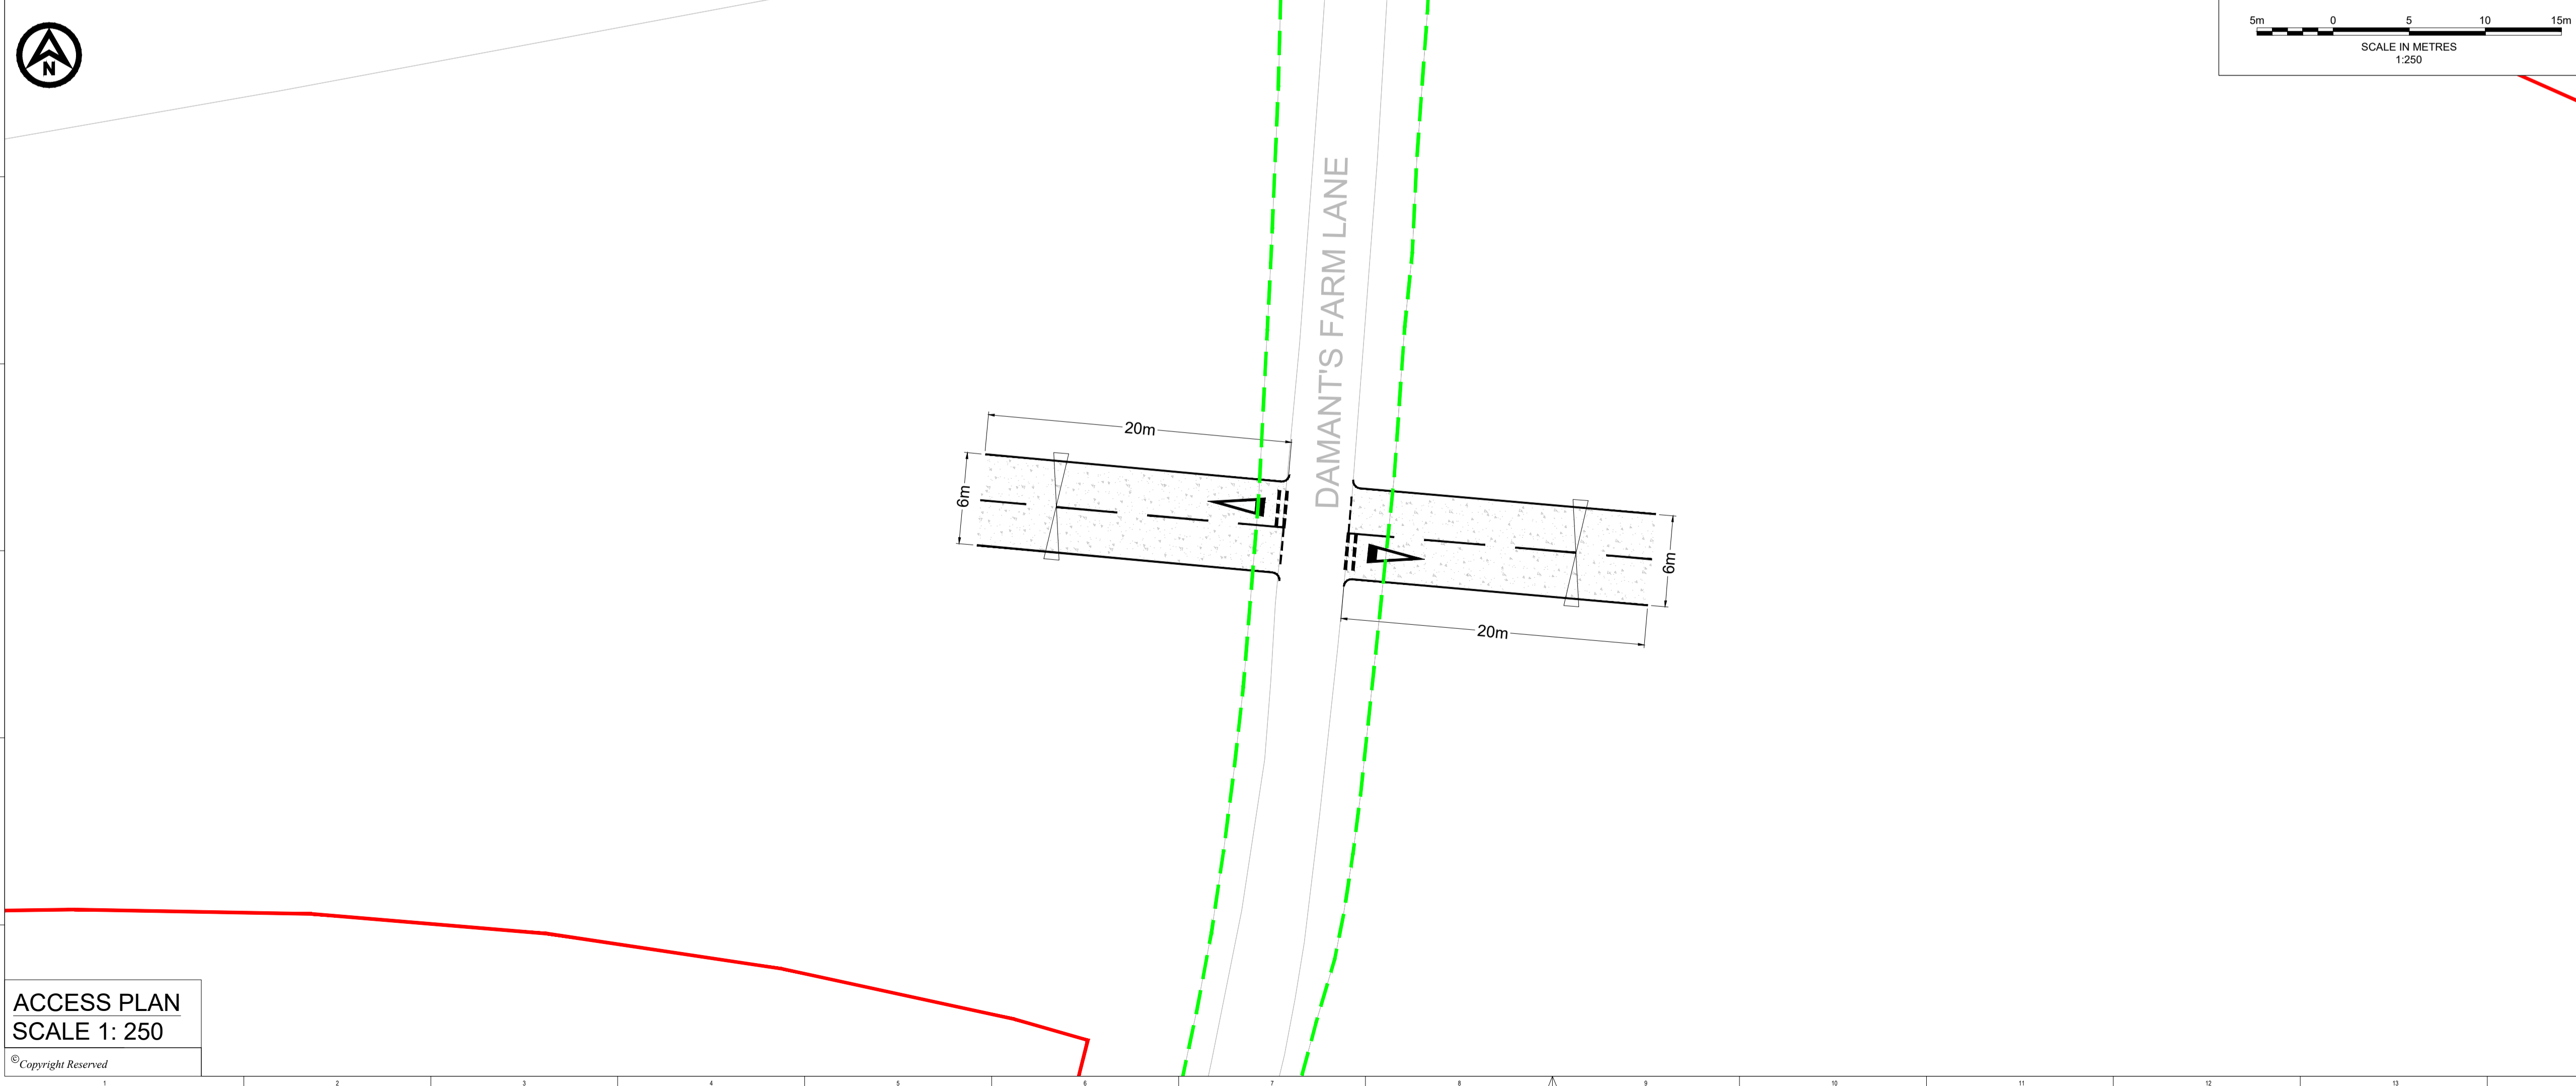 N
5m 0 5 10 15m
SCALE IN METRES
1:250
DAMANT'S FARM LANE
20m
6m
6m
20m
ACCESS PLAN
SCALE 1: 250
©Copyright Reserved
1 2 3 4 5 6 7 8 9 10 11 12 13